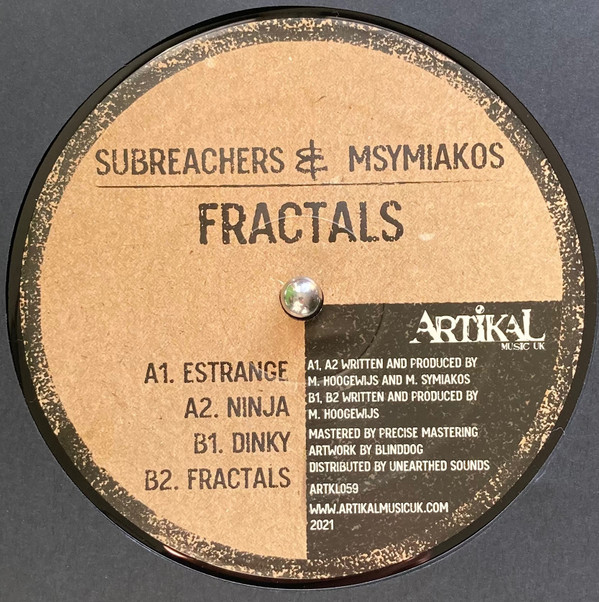 SUBREACHERS & MSYMIAKOS
FRACTALS
ARTIKAL
MUSIC UK
A1. ESTRANGE
A2. NINJA
B1. DINKY
B2. FRACTALS
A1, A2 WRITTEN AND PRODUCED BY
M. HOOGEWIJS AND M. SYMIAKOS
B1, B2 WRITTEN AND PRODUCED BY
M. HOOGEWIJS
MASTERED BY PRECISE MASTERING
ARTWORK BY BLINDDOG
DISTRIBUTED BY UNEARTHED SOUNDS
ARTKL059
WWW.ARTIKALMUSICUK.COM
2021